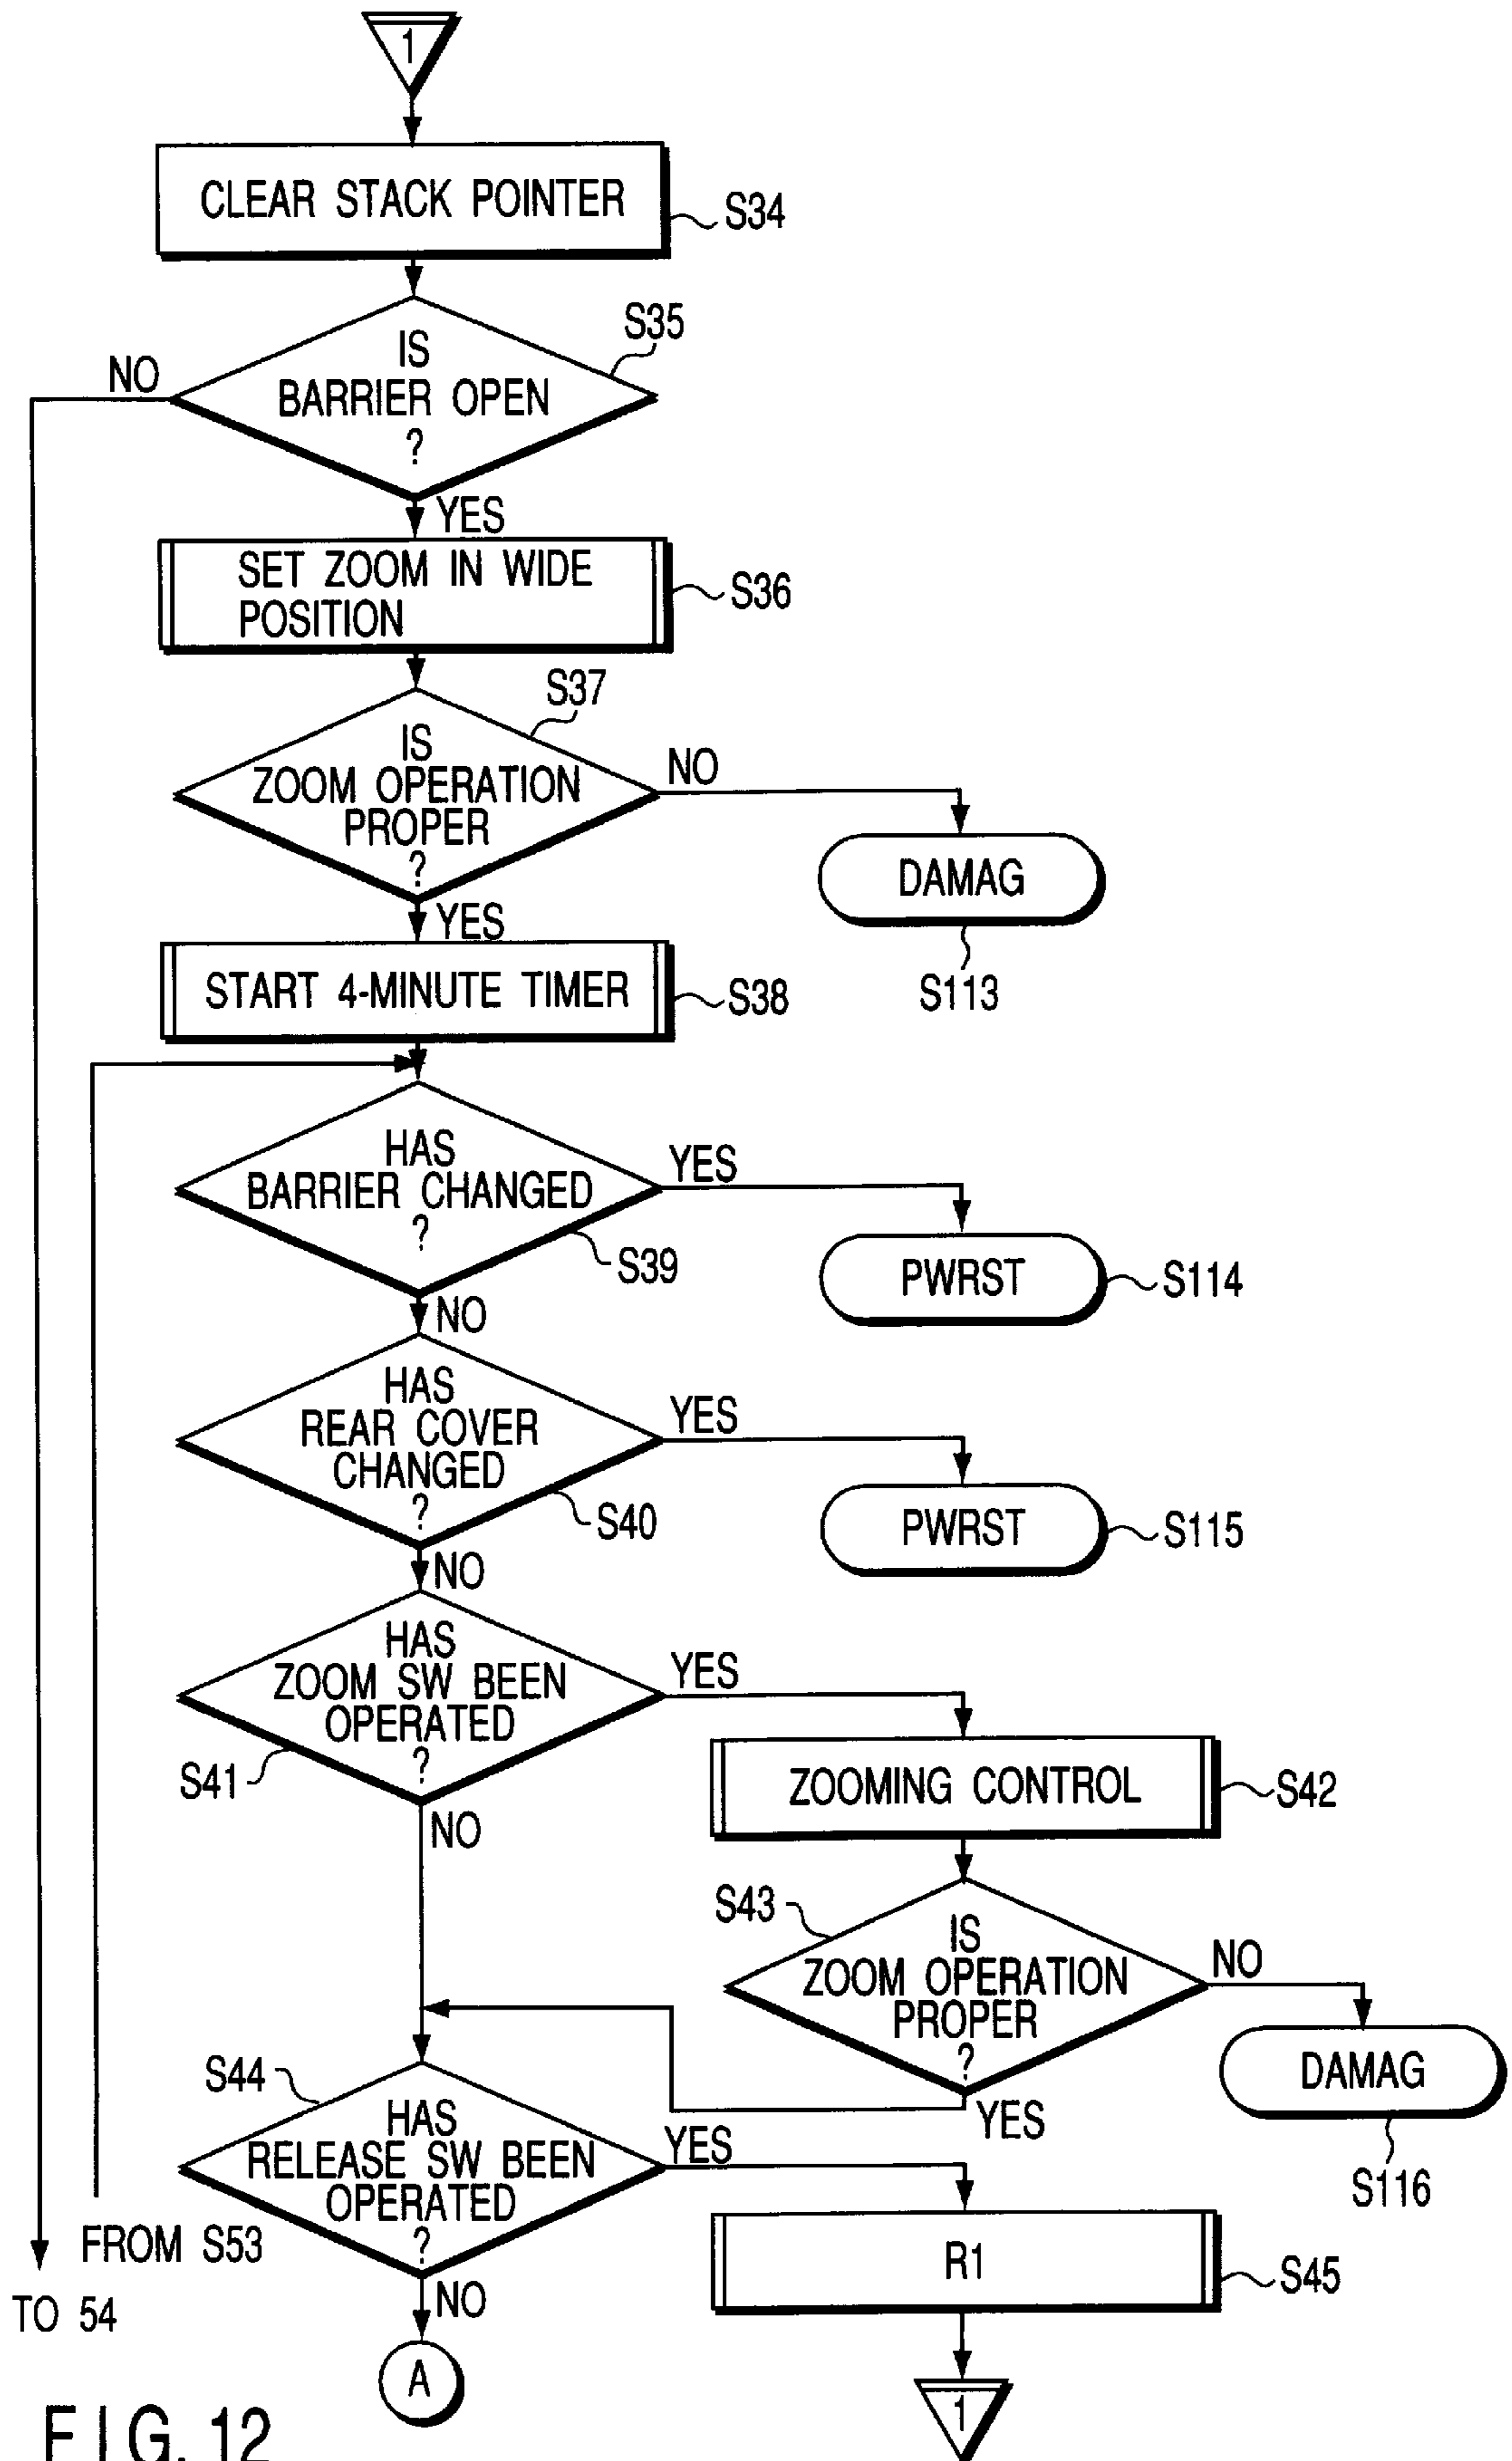 1
CLEAR STACK POINTER
S34
S35
IS
BARRIER OPEN
?
NO
YES
SET ZOOM IN WIDE
POSITION
S36
S37
IS
ZOOM OPERATION
PROPER
?
NO
DAMAG
S113
YES
START 4-MINUTE TIMER
S38
HAS
BARRIER CHANGED
?
YES
S39
PWRST
S114
NO
HAS
REAR COVER
CHANGED
?
YES
S40
PWRST
S115
NO
HAS
ZOOM SW BEEN
OPERATED
?
YES
S41
NO
ZOOMING CONTROL
S42
S43
IS
ZOOM OPERATION
PROPER
?
NO
DAMAG
S116
YES
S44
HAS
RELEASE SW BEEN
OPERATED
?
YES
R1
S45
FROM S53
TO 54
NO
A
1
FIG. 12